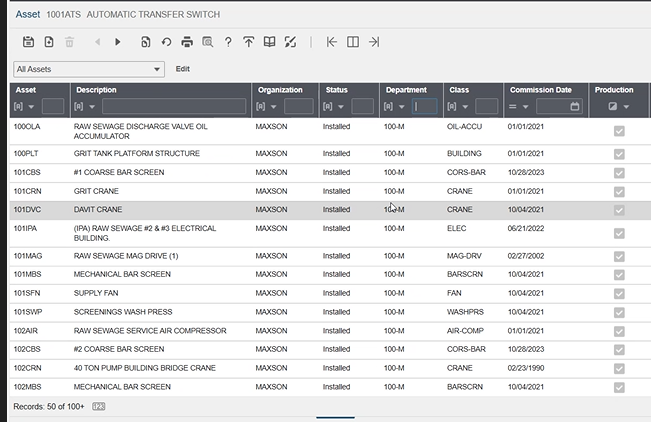 Asset 1001ATS AUTOMATIC TRANSFER SWITCH
All Assets Edit
Asset Description Organization Status Department Class Commission Date Production
100OLA RAW SEWAGE DISCHARGE VALVE OIL MAXSON Installed 100-M OIL-ACCU 01/01/2021
ACCUMULATOR
100PLT GRIT TANK PLATFORM STRUCTURE MAXSON Installed 100-M BUILDING 01/01/2021
101CBS #1 COARSE BAR SCREEN MAXSON Installed 100-M CORS-BAR 10/28/2023
101CRN GRIT CRANE MAXSON Installed 100-M CRANE 01/01/2021
101DVC DAVIT CRANE MAXSON Installed 100-M CRANE 10/04/2021
101IPA (IPA) RAW SEWAGE #2 & #3 ELECTRICAL MAXSON Installed 100-M ELEC 06/21/2022
BUILDING.
101MAG RAW SEWAGE MAG DRIVE (1) MAXSON Installed 100-M MAG-DRV 02/27/2002
101MBS MECHANICAL BAR SCREEN MAXSON Installed 100-M BARSCRN 10/04/2021
101SFN SUPPLY FAN MAXSON Installed 100-M FAN 10/04/2021
101SWP SCREENINGS WASH PRESS MAXSON Installed 100-M WASHPRS 10/04/2021
102AIR RAW SEWAGE SERVICE AIR COMPRESSOR MAXSON Installed 100-M AIR-COMP 01/01/2021
102CBS #2 COARSE BAR SCREEN MAXSON Installed 100-M CORS-BAR 10/28/2023
102CRN 40 TON PUMP BUILDING BRIDGE CRANE MAXSON Installed 100-M CRANE 02/23/1990
102MBS MECHANICAL BAR SCREEN MAXSON Installed 100-M BARSCRN 10/04/2021
Records: 50 of 100+ 123